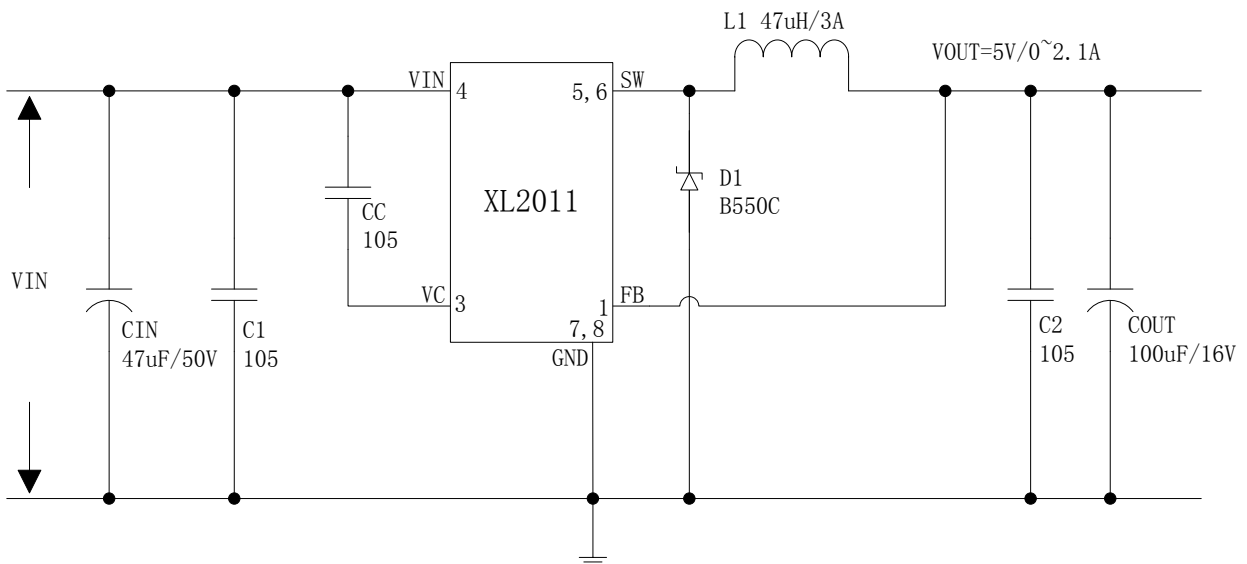 L1 47uH/3A
VOUT=5V/0~2.1A
VIN
4
5,6
SW
XL2011
D1
B550C
CC
105
VIN
VC
3
1
FB
7,8
GND
CIN
47uF/50V
C1
105
C2
105
COUT
100uF/16V